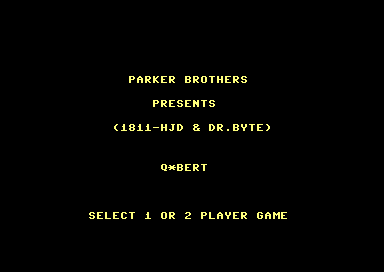 PARKER BROTHERS
PRESENTS
(1811-HJD & DR.BYTE)
Q*BERT
SELECT 1 OR 2 PLAYER GAME